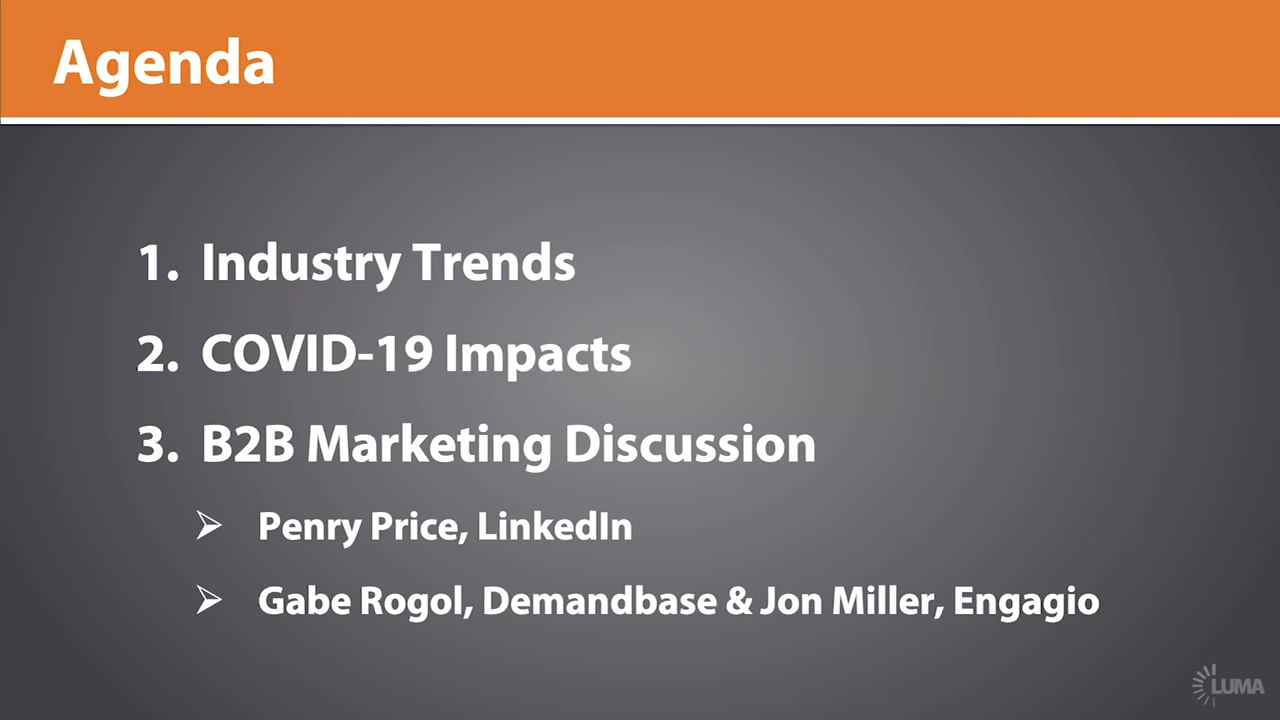 Agenda
1. Industry Trends
2. COVID-19 Impacts
3. B2B Marketing Discussion
➢ Penry Price, LinkedIn
➢ Gabe Rogol, Demandbase & Jon Miller, Engagio
LUMA